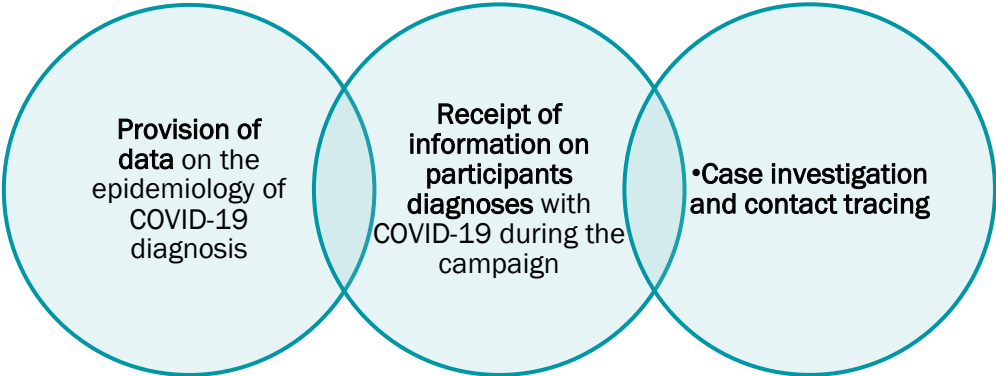 Provision of
data on the
epidemiology of
COVID-19
diagnosis
Receipt of
information on
participants
diagnoses with
COVID-19 during the
campaign
•Case investigation
and contact tracing